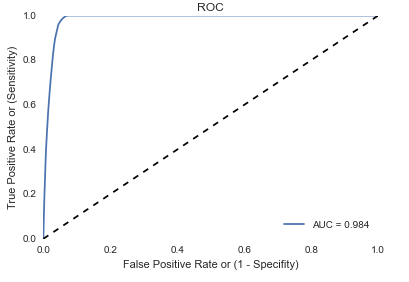 ROC
1.0
0.8
0.6
0.4
0.2
0.0
True Positive Rate or (Sensitivity)
AUC = 0.984
0.0 0.2 0.4 0.6 0.8 1.0
False Positive Rate or (1 - Specifity)